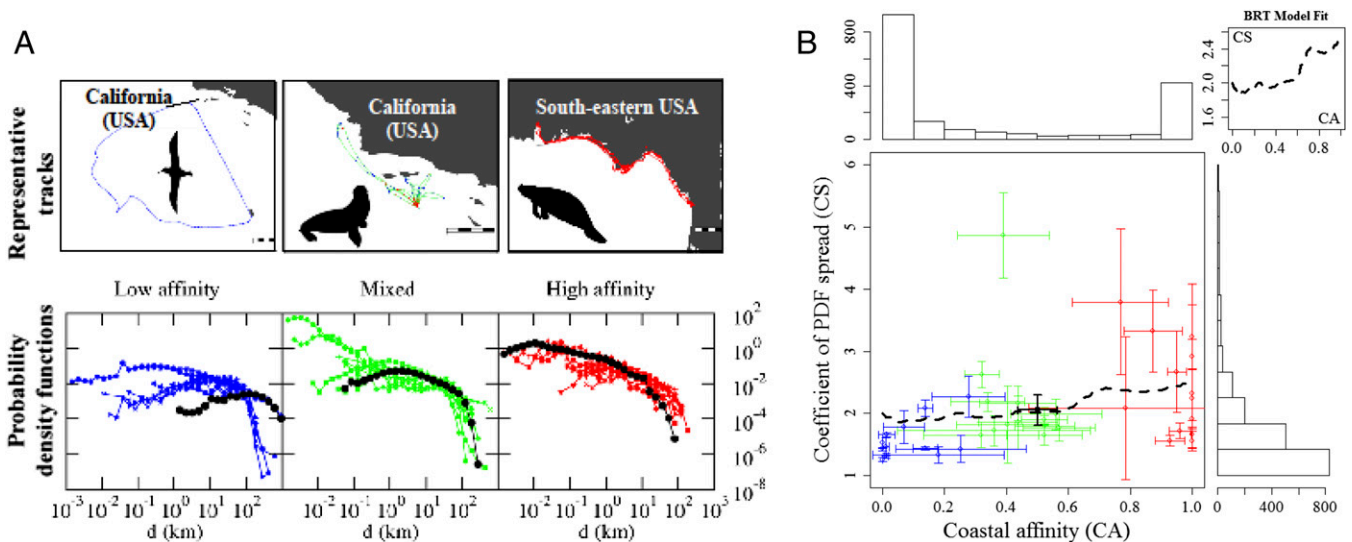 A
Representative tracks
California (USA)
California (USA)
South-eastern USA
Low affinity
Mixed
High affinity
Probability density functions
10^2
10^0
10^-2
10^-4
10^-6
10^-8
10^-3 10^-2 10^-1 10^0 10^1 10^2
10^-2 10^-1 10^0 10^1 10^2
10^-2 10^-1 10^0 10^1 10^2 10^3
d (km)
d (km)
d (km)
B
800
400
0
BRT Model Fit
CS
CA
2.4
2.0
1.6
0.0 0.4 0.8
Coefficient of PDF spread (CS)
6
5
4
3
2
1
0.0 0.2 0.4 0.6 0.8 1.0
Coastal affinity (CA)
0 400 800